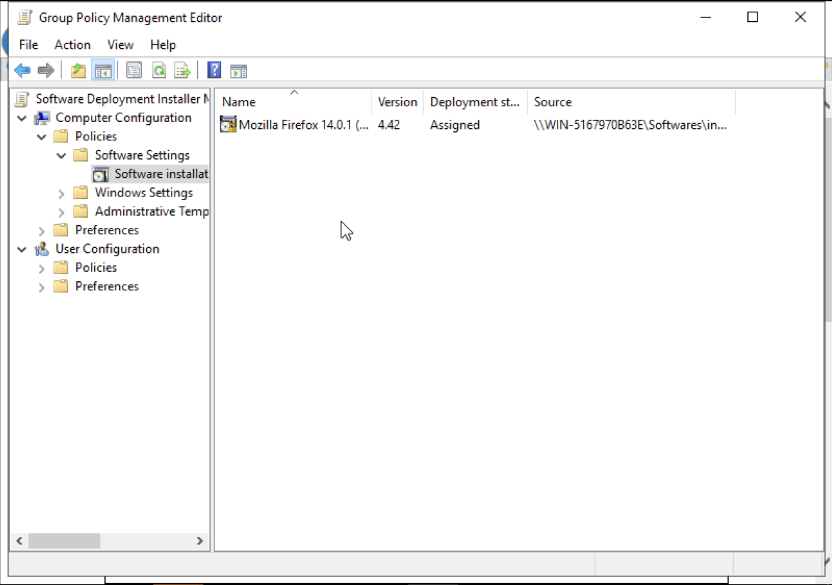 Group Policy Management Editor
File Action View Help
Software Deployment Installer M
Computer Configuration
Policies
Software Settings
Software installat
Windows Settings
Administrative Temp
Preferences
User Configuration
Policies
Preferences
Name Version Deployment st... Source
Mozilla Firefox 14.0.1 (... 4.42 Assigned \\WIN-5167970B63E\Softwares\in...